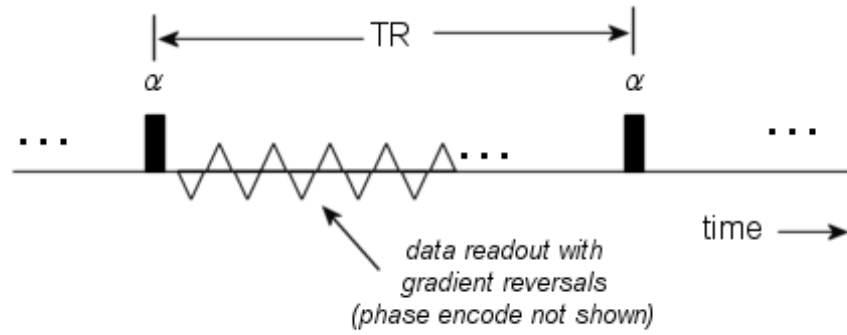 TR
α
α
. . .
. . .
. . .
time
data readout with
gradient reversals
(phase encode not shown)